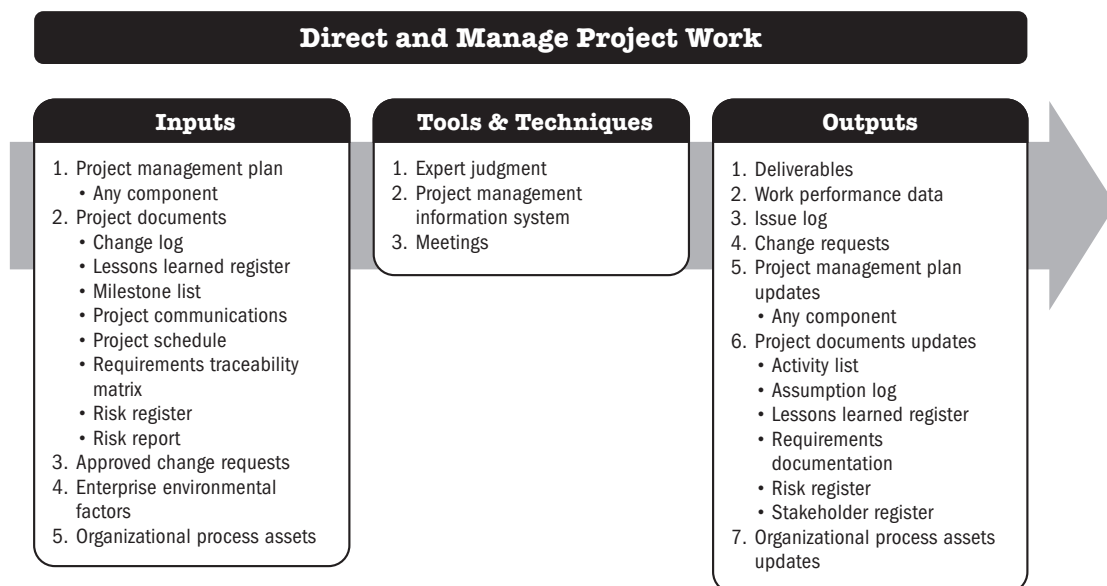 Direct and Manage Project Work
Inputs
1. Project management plan
• Any component
2. Project documents
• Change log
• Lessons learned register
• Milestone list
• Project communications
• Project schedule
• Requirements traceability
matrix
• Risk register
• Risk report
3. Approved change requests
4. Enterprise environmental
factors
5. Organizational process assets
Tools & Techniques
1. Expert judgment
2. Project management
information system
3. Meetings
Outputs
1. Deliverables
2. Work performance data
3. Issue log
4. Change requests
5. Project management plan
updates
• Any component
6. Project documents updates
• Activity list
• Assumption log
• Lessons learned register
• Requirements
documentation
• Risk register
• Stakeholder register
7. Organizational process assets
updates